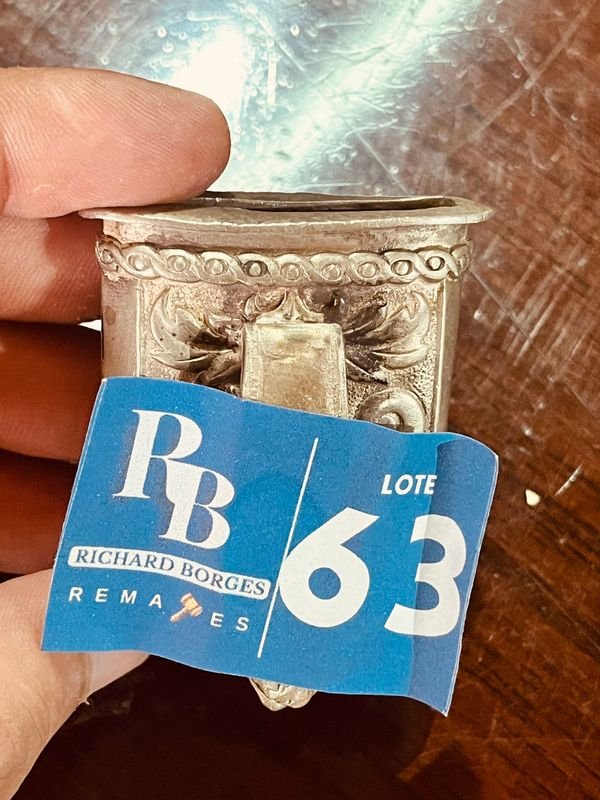 RB
RICHARD BORGES
REMATES
LOTE
63